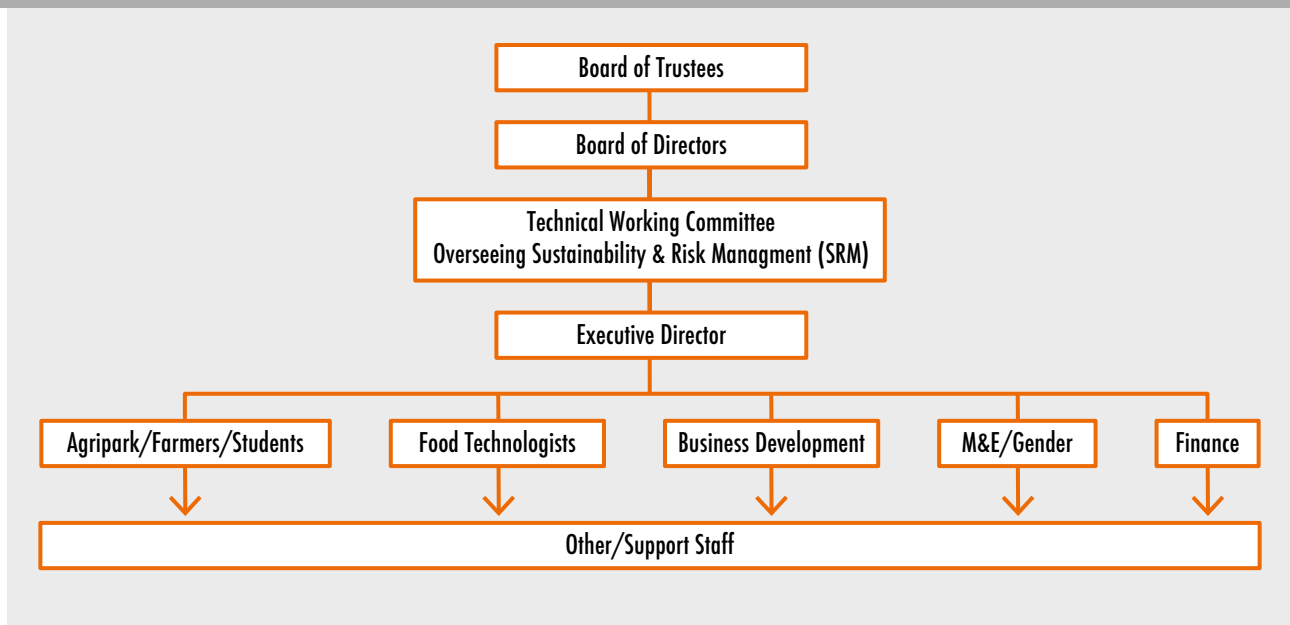 Board of Trustees
Board of Directors
Technical Working Committee
Overseeing Sustainability & Risk Managment (SRM)
Executive Director
Agripark/Farmers/Students
Food Technologists
Business Development
M&E/Gender
Finance
Other/Support Staff